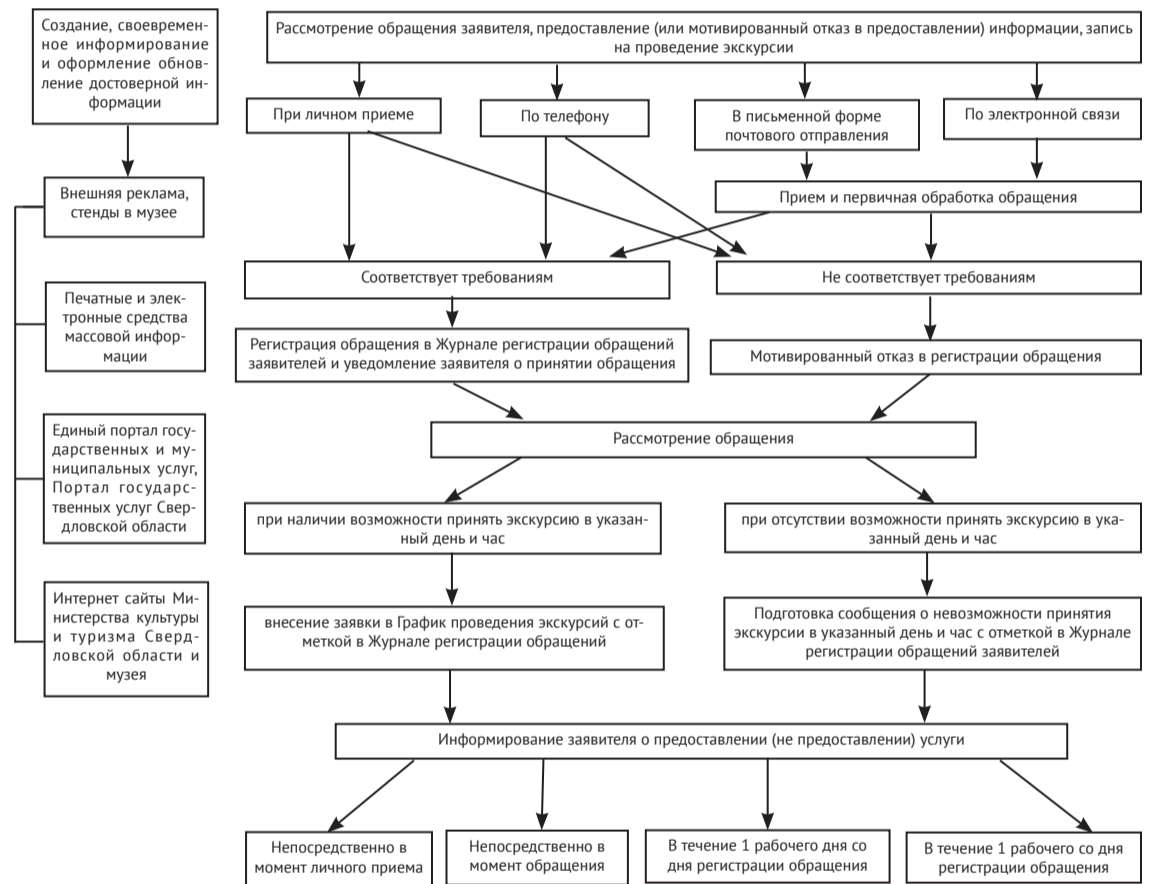 Создание, своевремен-
ное информирование
и оформление обнов-
ление достоверной ин-
формации
Внешняя реклама,
стенды в музее
Печатные и элек-
тронные средства
массовой инфор-
мации
Единый портал госу-
дарственных и му-
ниципальных услуг,
Портал государс-
твенных услуг Свер-
дловской области
Интернет сайты Ми-
нистерства культуры
и туризма Сверд-
ловской области и
музея
Рассмотрение обращения заявителя, предоставление (или мотивированный отказ в предоставлении) информации, запись
на проведение экскурсии
При личном приеме
По телефону
В письменной форме
почтового отправления
По электронной связи
Прием и первичная обработка обращения
Соответствует требованиям
Не соответствует требованиям
Регистрация обращения в Журнале регистрации обращений
заявителей и уведомление заявителя о принятии обращения
Мотивированный отказ в регистрации обращения
Рассмотрение обращения
при наличии возможности принять экскурсию в указан-
ный день и час
при отсутствии возможности принять экскурсию в ука-
занный день и час
внесение заявки в График проведения экскурсий с от-
меткой в Журнале регистрации обращений
Подготовка сообщения о невозможности принятия
экскурсии в указанный день и час с отметкой в Журнале
регистрации обращений заявителей
Информирование заявителя о предоставлении (не предоставлении) услуги
Непосредственно в
момент личного приема
Непосредственно в
момент обращения
В течение 1 рабочего дня со
дня регистрации обращения
В течение 1 рабочего со дня
регистрации обращения